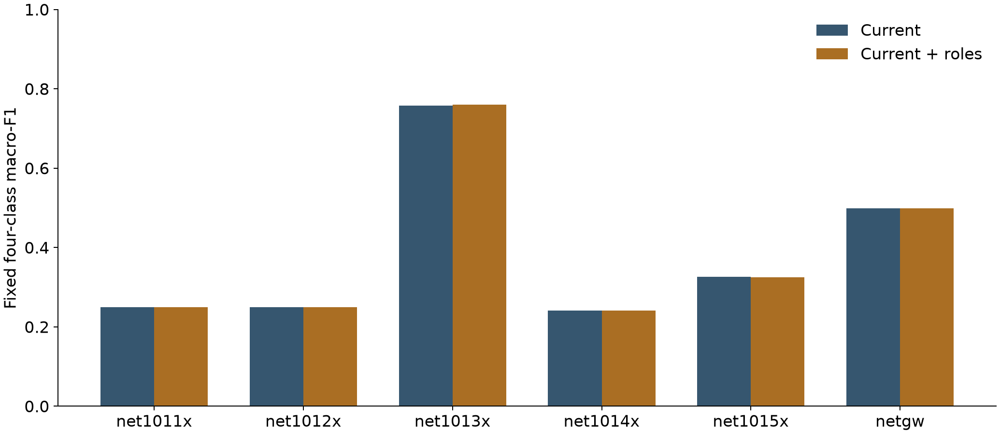 Fixed four-class macro-F1
1.0
0.8
0.6
0.4
0.2
0.0
Current
Current + roles
net1011x net1012x net1013x net1014x net1015x netgw